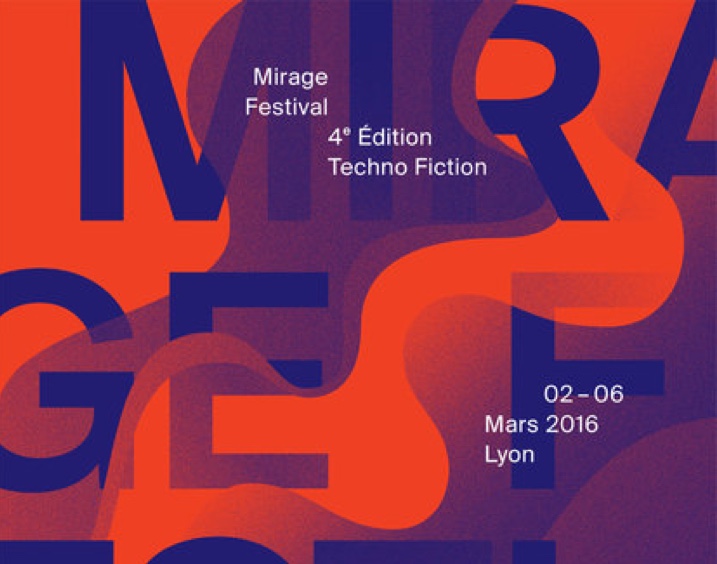 MIRA
GE F
Mirage
Festival
4ᵉ Édition
Techno Fiction
02 – 06
Mars 2016
Lyon